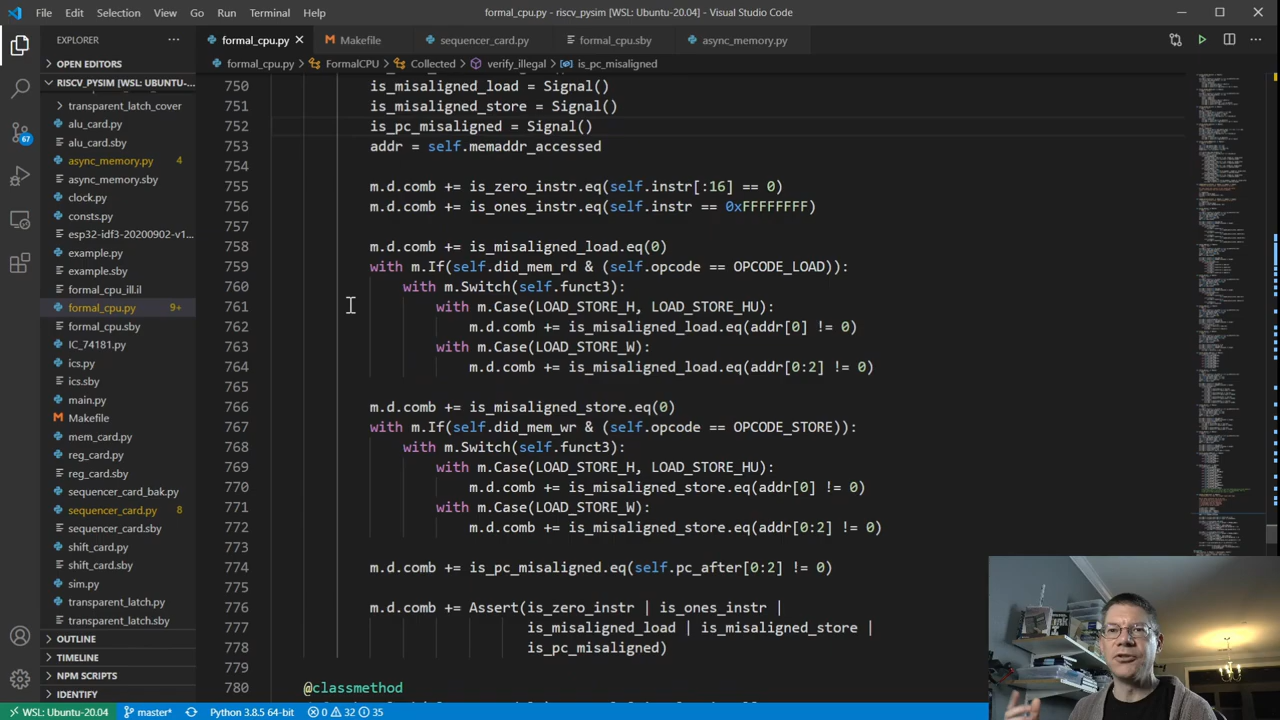 File Edit Selection View Go Run Terminal Help
formal_cpu.py - riscv_pysim [WSL: Ubuntu-20.04] - Visual Studio Code
EXPLORER
OPEN EDITORS
RISCV_PYSIM [WSL: UBUNTU-...
transparent_latch_cover
alu_card.py
alu_card.sby
async_memory.py 4
async_memory.sby
clock.py
consts.py
esp32-idf3-20200902-v1...
example.py
example.sby
formal_cpu_ill.il
formal_cpu.py 9+
formal_cpu.sby
IC_74181.py
ics.py
ics.sby
main.py
Makefile
mem_card.py
reg_card.py
reg_card.sby
sequencer_card_bak.py
sequencer_card.py 8
sequencer_card.sby
shift_card.py
shift_card.sby
sim.py
transparent_latch.py
transparent_latch.sby
OUTLINE
TIMELINE
NPM SCRIPTS
IDENTIFY
67
formal_cpu.py Makefile sequencer_card.py formal_cpu.sby async_memory.py
formal_cpu.py > FormalCPU > Collected > verify_illegal > is_pc_misaligned
750 is_misaligned_load = Signal()
751 is_misaligned_store = Signal()
752 is_pc_misaligned = Signal()
753 addr = self.memaddr_accessed
754
755 m.d.comb += is_zero_instr.eq(self.instr[:16] == 0)
756 m.d.comb += is_ones_instr.eq(self.instr == 0xFFFFFFFF)
757
758 m.d.comb += is_misaligned_load.eq(0)
759 with m.If(self.did_mem_rd & (self.opcode == OPCODE_LOAD)):
760 with m.Switch(self.funct3):
761 with m.Case(LOAD_STORE_H, LOAD_STORE_HU):
762 m.d.comb += is_misaligned_load.eq(addr[0] != 0)
763 with m.Case(LOAD_STORE_W):
764 m.d.comb += is_misaligned_load.eq(addr[0:2] != 0)
765
766 m.d.comb += is_misaligned_store.eq(0)
767 with m.If(self.did_mem_wr & (self.opcode == OPCODE_STORE)):
768 with m.Switch(self.funct3):
769 with m.Case(LOAD_STORE_H, LOAD_STORE_HU):
770 m.d.comb += is_misaligned_store.eq(addr[0] != 0)
771 with m.Case(LOAD_STORE_W):
772 m.d.comb += is_misaligned_store.eq(addr[0:2] != 0)
773
774 m.d.comb += is_pc_misaligned.eq(self.pc_after[0:2] != 0)
775
776 m.d.comb += Assert(is_zero_instr | is_ones_instr |
777 is_misaligned_load | is_misaligned_store |
778 is_pc_misaligned)
779
780 @classmethod
WSL: Ubuntu-20.04 master* Python 3.8.5 64-bit 0 32 35